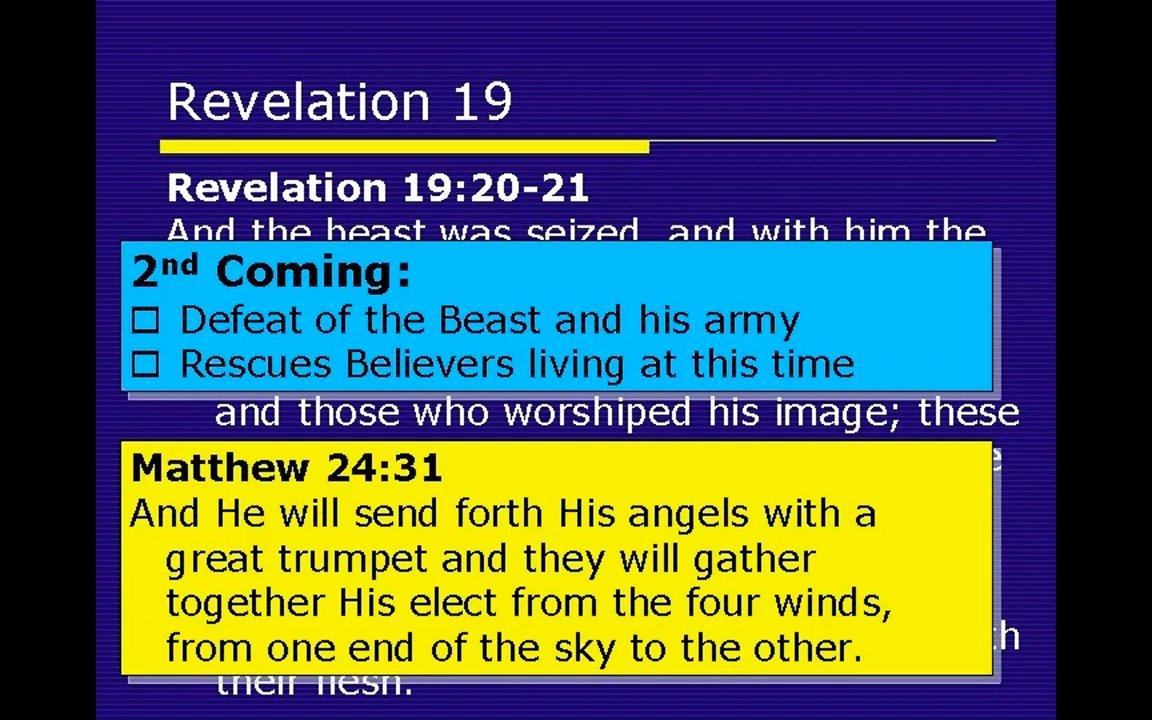 Revelation 19
Revelation 19:20-21
And the beast was seized, and with him the
2nd Coming:
□ Defeat of the Beast and his army
□ Rescues Believers living at this time
and those who worshiped his image; these
Matthew 24:31
And He will send forth His angels with a
great trumpet and they will gather
together His elect from the four winds,
from one end of the sky to the other.
their flesh.